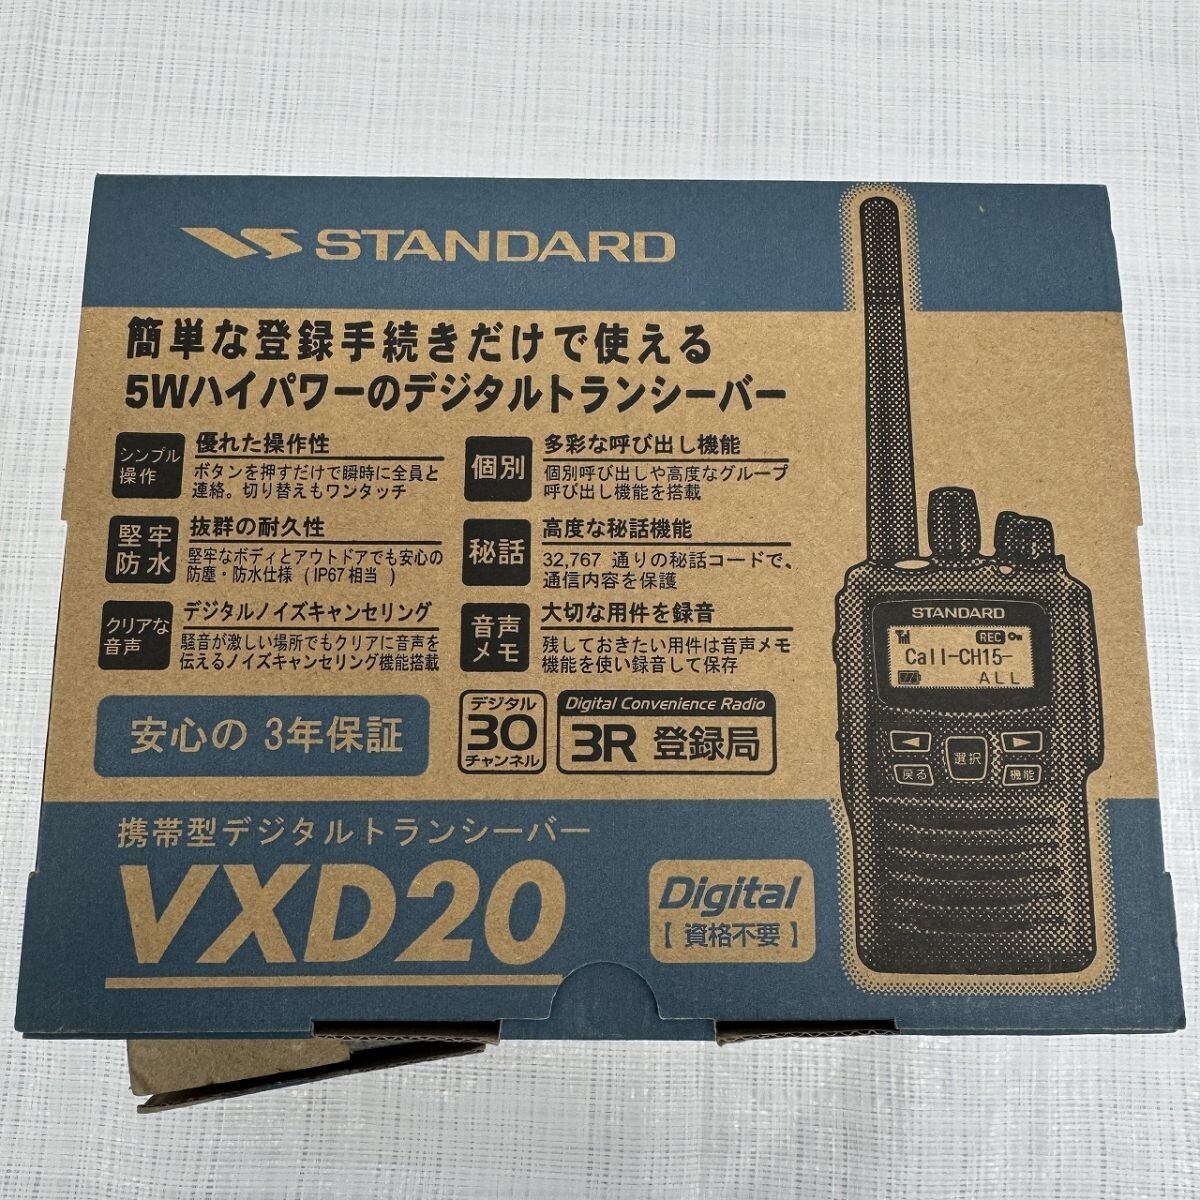 STANDARD
簡単な登録手続きだけで使える
5Wハイパワーのデジタルトランシーバー
シンプル
操作
優れた操作性
ボタンを押すだけで瞬時に全員と
連絡。切り替えもワンタッチ
堅牢
防水
抜群の耐久性
堅牢なボディとアウトドアでも安心の
防塵・防水仕様 ( IP67 相当 )
クリアな
音声
デジタルノイズキャンセリング
騒音が激しい場所でもクリアに音声を
伝えるノイズキャンセリング機能搭載
個別
多彩な呼び出し機能
個別呼び出しや高度なグループ
呼び出し機能を搭載
秘話
高度な秘話機能
32,767 通りの秘話コードで、
通信内容を保護
音声
メモ
大切な用件を録音
残しておきたい用件は音声メモ
機能を使い録音して保存
安心の 3年保証
デジタル
30
チャンネル
Digital Convenience Radio
3R 登録局
携帯型デジタルトランシーバー
VXD20
Digital
【 資格不要 】
STANDARD
REC
Call-CH15-
ALL
選択
戻る
機能